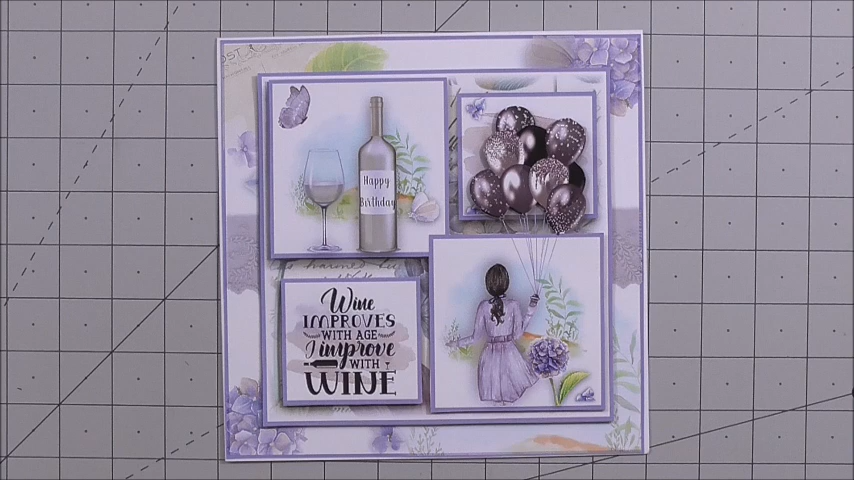 Happy
Birthday
Wine
IMPROVES
WITH AGE
I improve
WITH
WINE